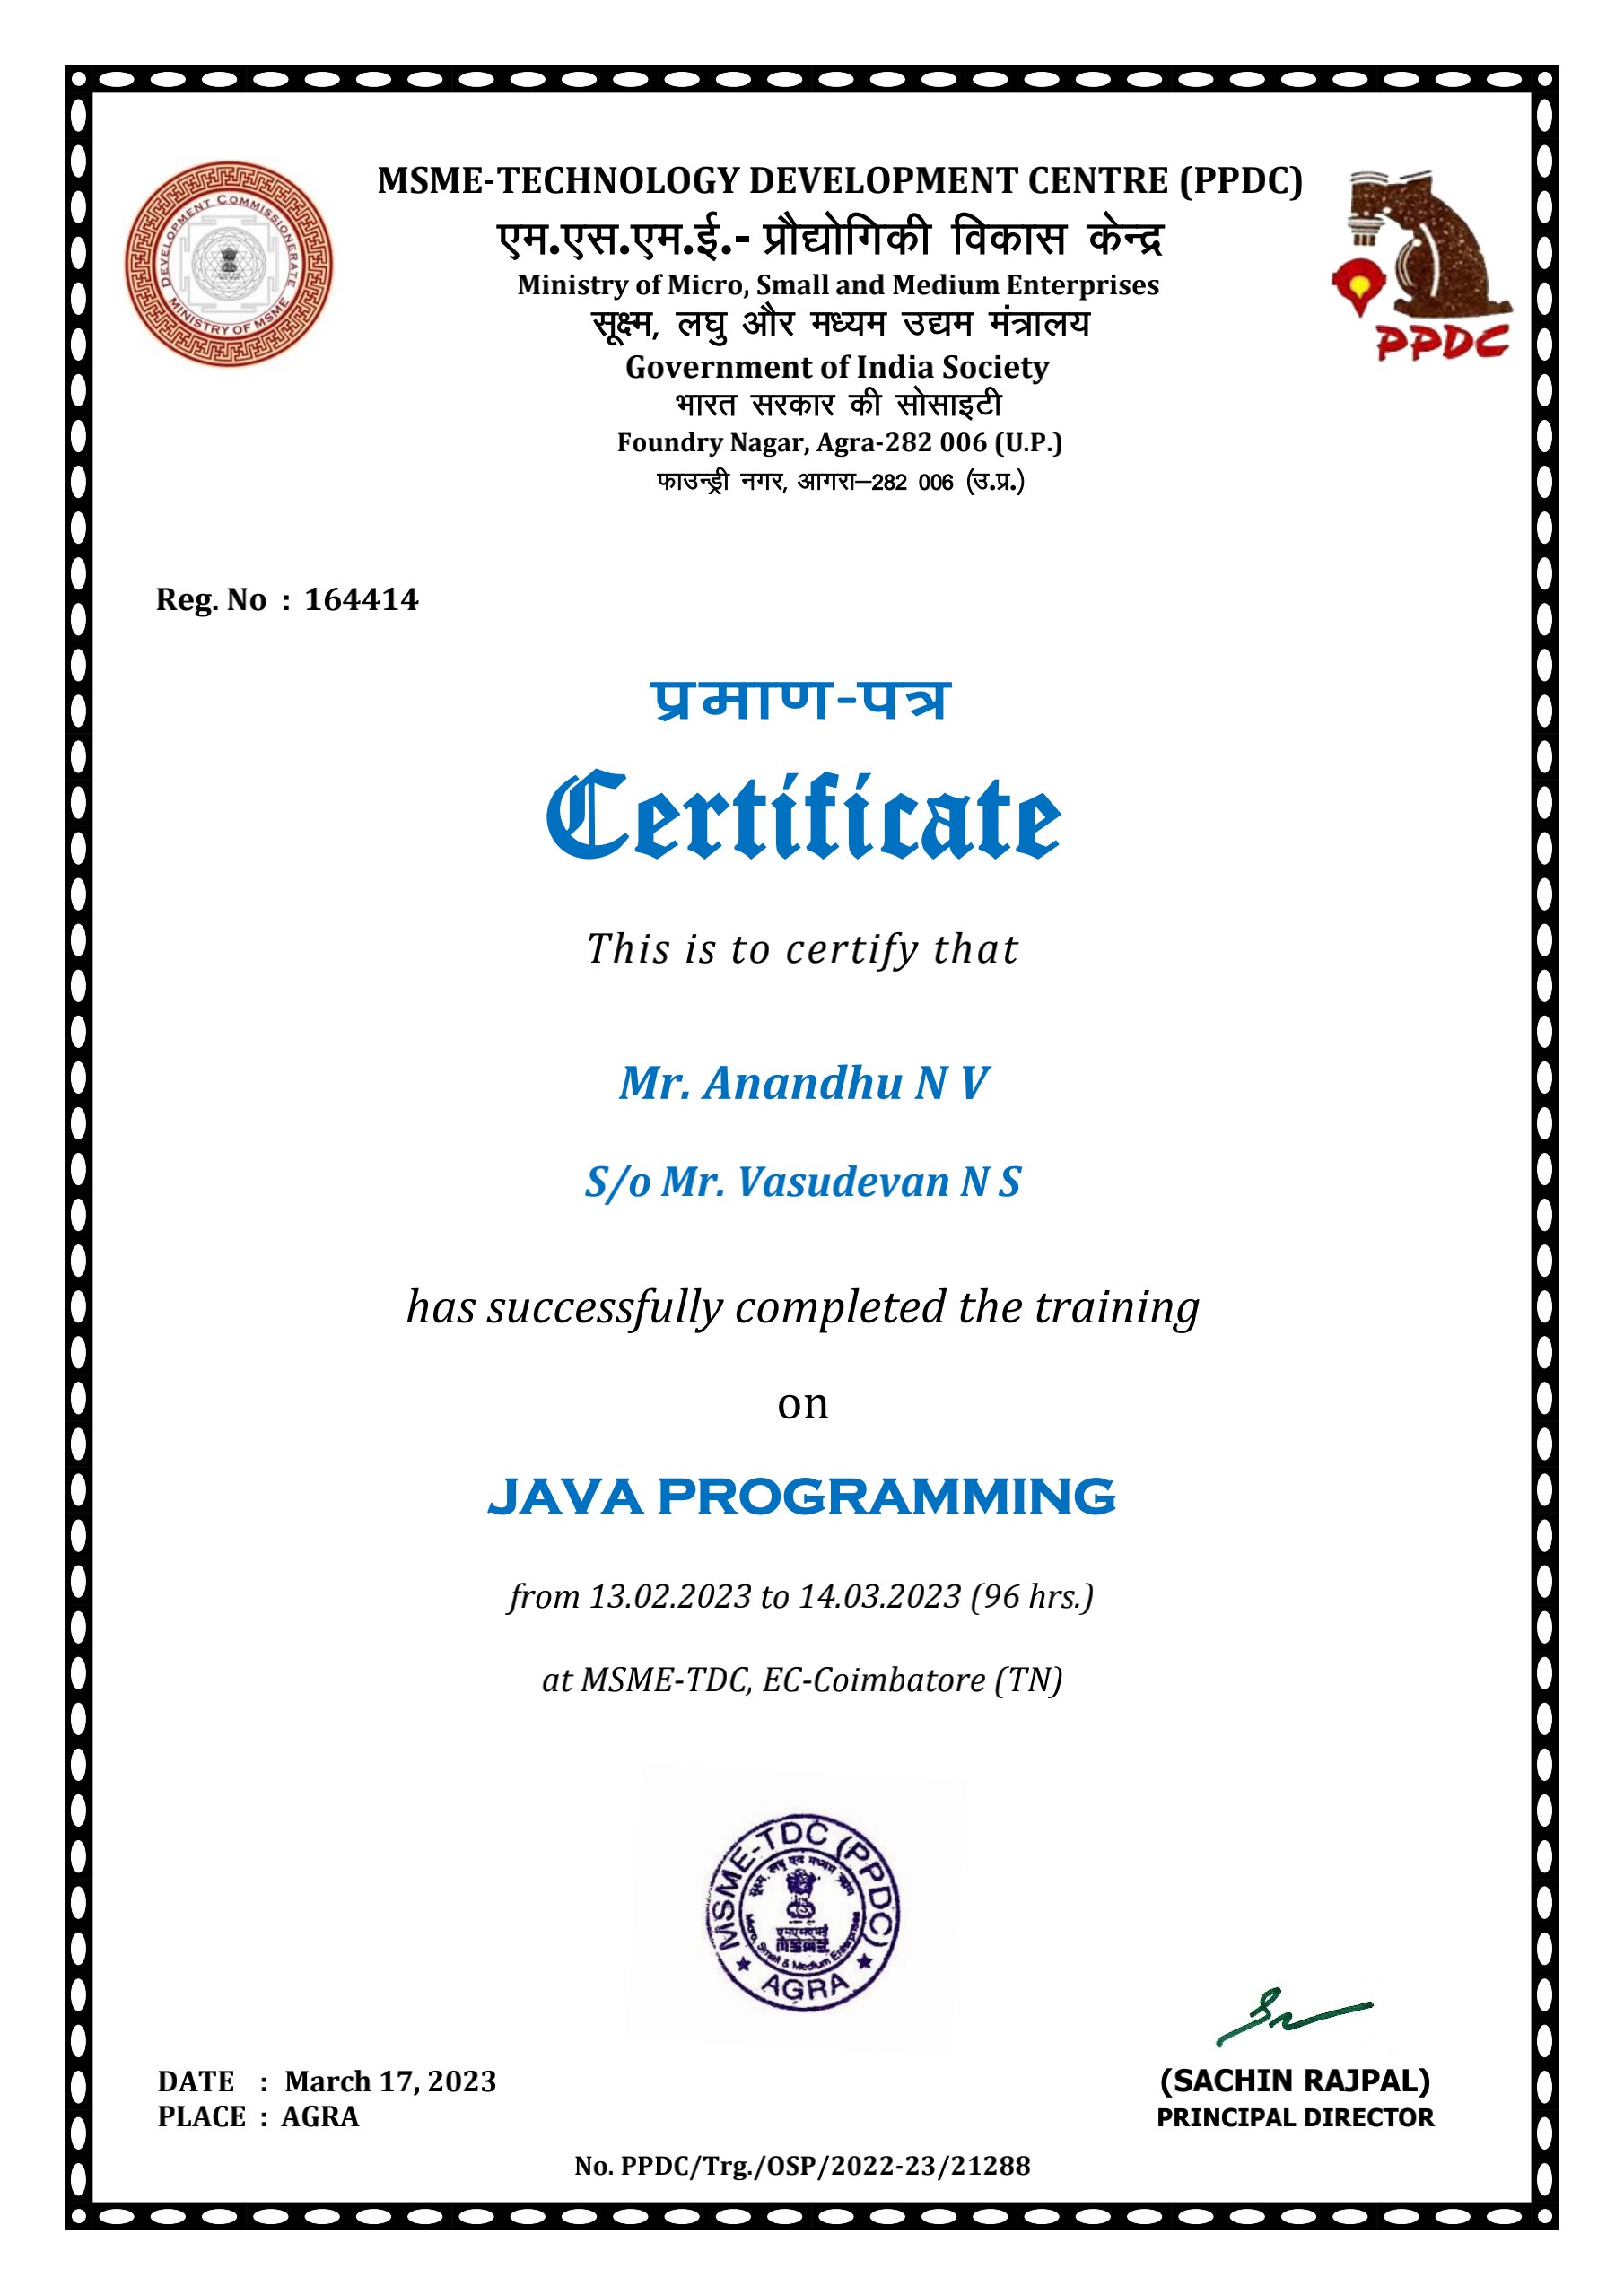 MSME-TECHNOLOGY DEVELOPMENT CENTRE (PPDC)
एम.एस.एम.ई.- प्रौद्योगिकी विकास केन्द्र
Ministry of Micro, Small and Medium Enterprises
सूक्ष्म, लघु और मध्यम उद्यम मंत्रालय
Government of India Society
भारत सरकार की सोसाइटी
Foundry Nagar, Agra-282 006 (U.P.)
फाउन्ड्री नगर, आगरा–282 006 (उ.प्र.)
DEVELOPMENT COMMISSIONERATE
MINISTRY OF MSME
PPDC
Reg. No : 164414
प्रमाण-पत्र
Certificate
This is to certify that
Mr. Anandhu N V
S/o Mr. Vasudevan N S
has successfully completed the training
on
JAVA PROGRAMMING
from 13.02.2023 to 14.03.2023 (96 hrs.)
at MSME-TDC, EC-Coimbatore (TN)
MSME-TDC (PPDC)
Micro, Small & Medium Enterprises
AGRA
DATE : March 17, 2023
PLACE : AGRA
(SACHIN RAJPAL)
PRINCIPAL DIRECTOR
No. PPDC/Trg./OSP/2022-23/21288